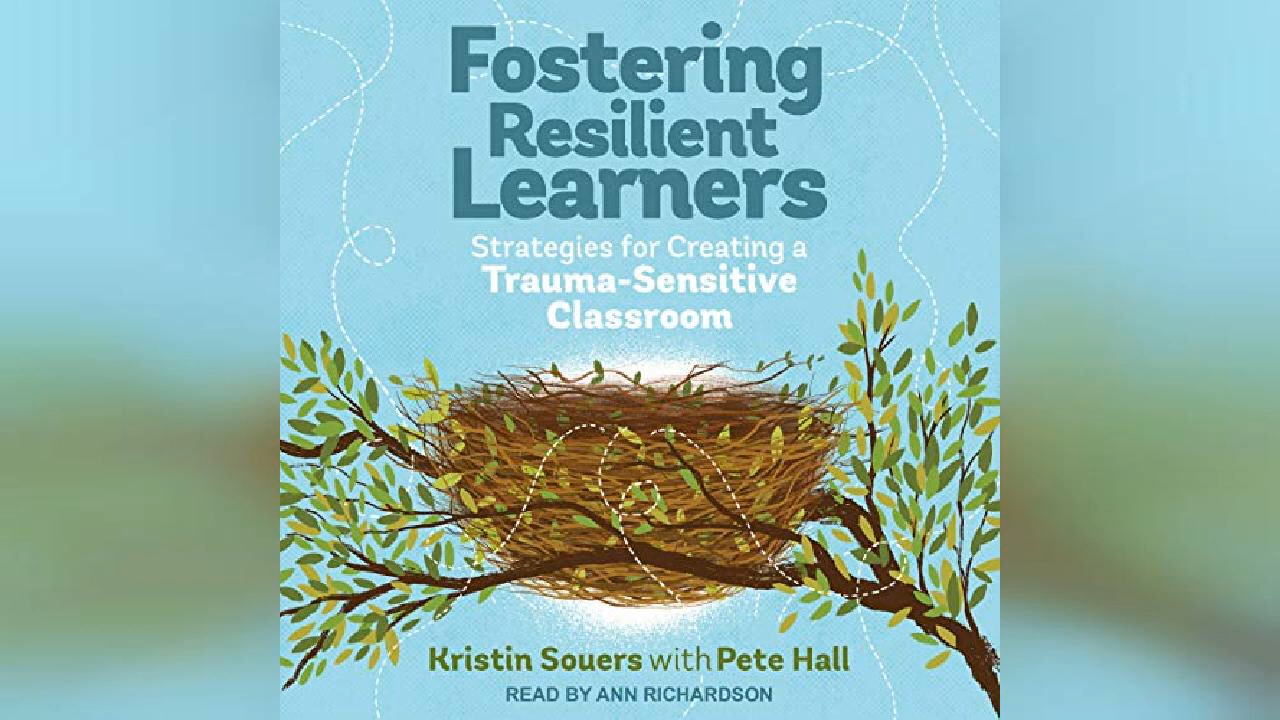 Fostering
Resilient
Learners
Strategies for Creating a
Trauma-Sensitive
Classroom
Kristin Souers with Pete Hall
READ BY ANN RICHARDSON